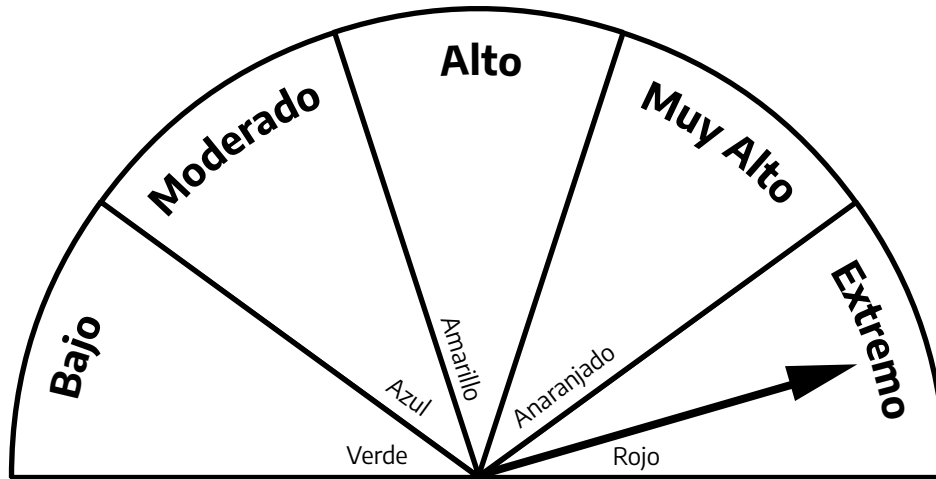 Bajo
Moderado
Alto
Muy Alto
Extremo
Verde
Azul
Amarillo
Anaranjado
Rojo